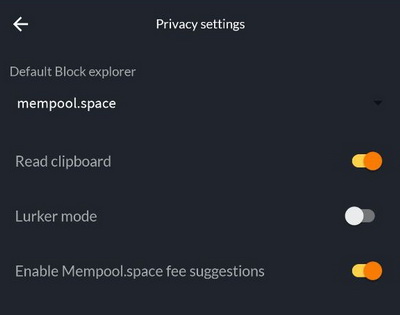 Privacy settings
Default Block explorer
mempool.space
Read clipboard
Lurker mode
Enable Mempool.space fee suggestions